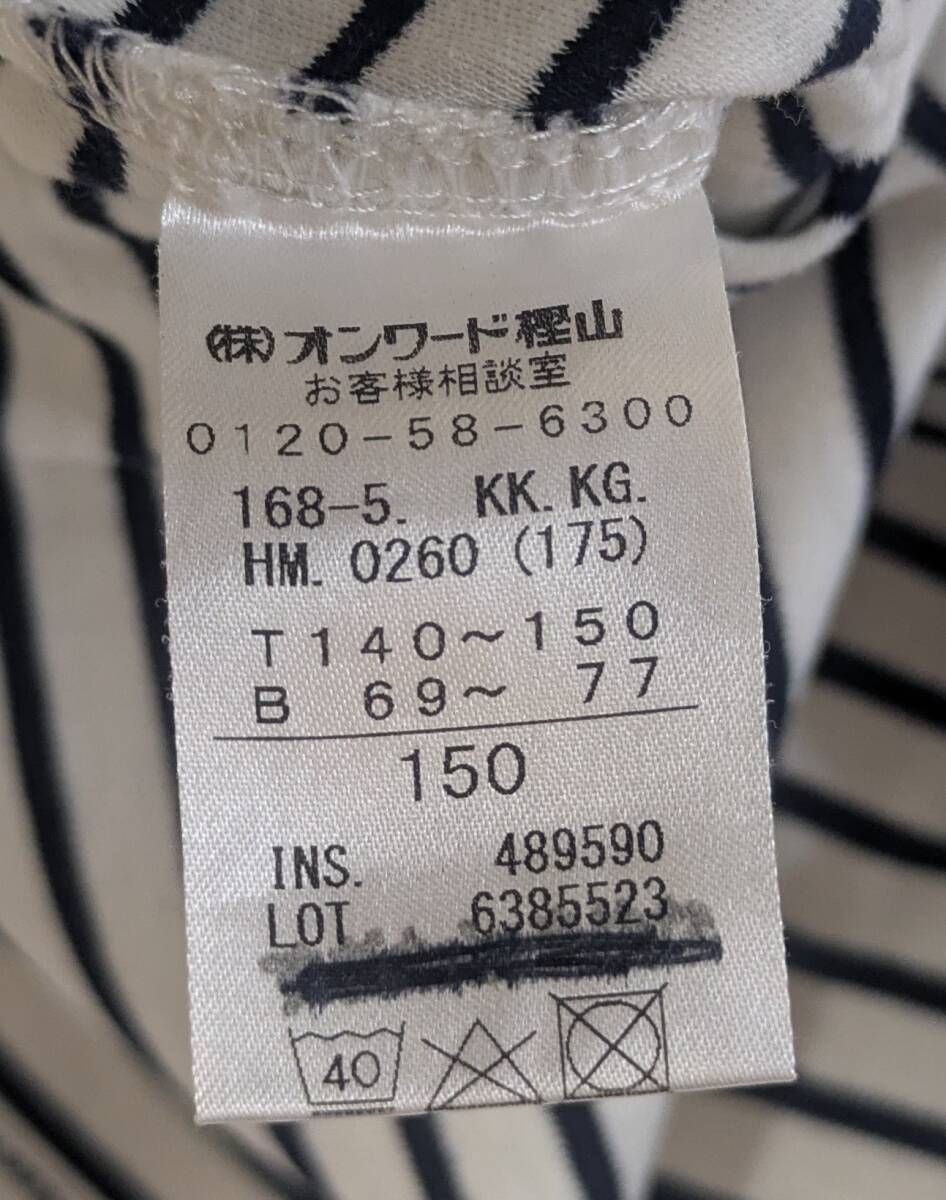 (株)オンワード樫山
お客様相談室
0120-58-6300
168-5. KK.KG.
HM. 0260 (175)
T 140〜150
B 69〜 77
150
INS. 489590
LOT 6385523
40